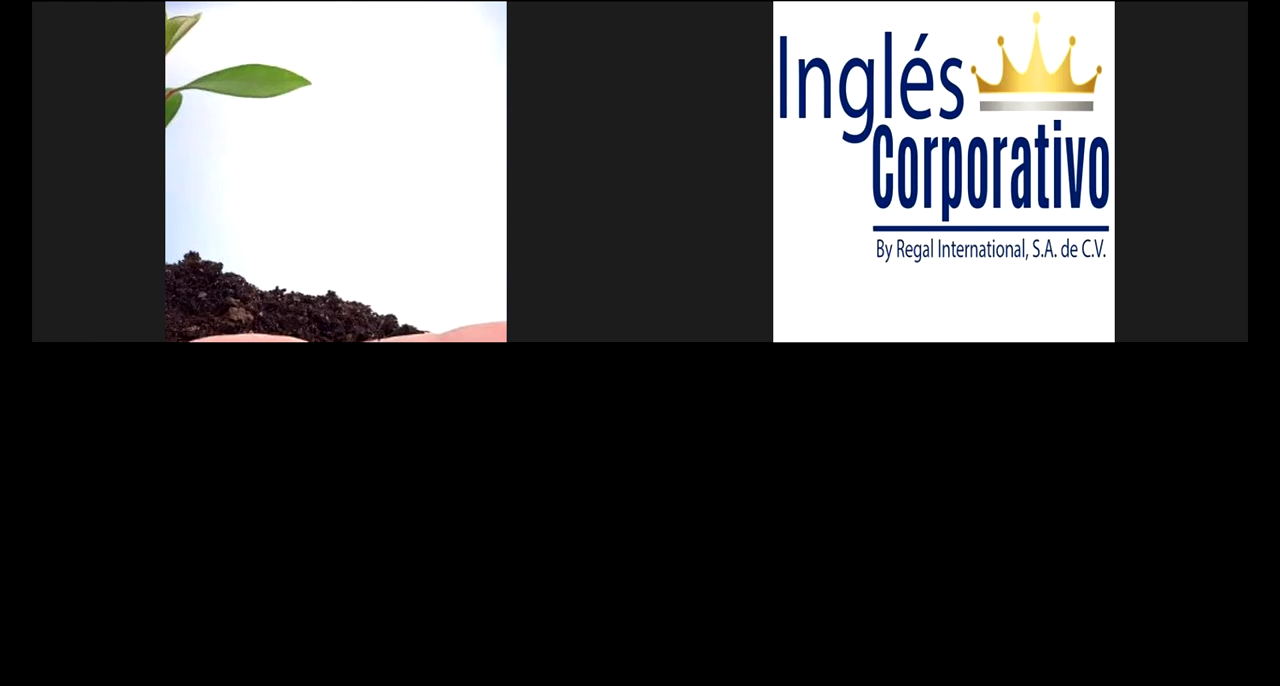 Inglés
Corporativo
By Regal International, S.A. de C.V.